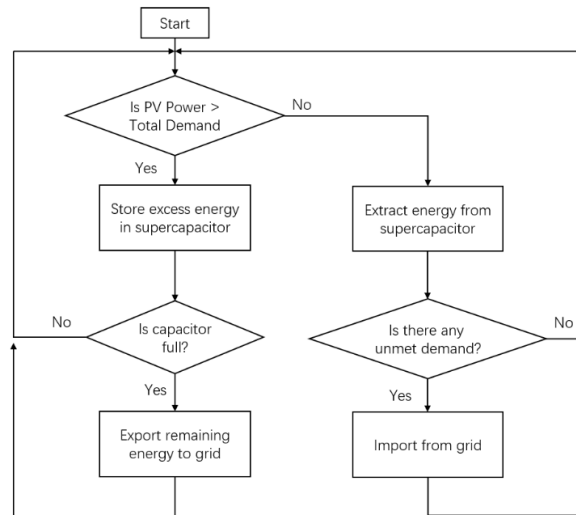 Start
Is PV Power >
Total Demand
No
Yes
Store excess energy
in supercapacitor
Extract energy from
supercapacitor
No
Is capacitor
full?
Is there any
unmet demand?
No
Yes
Yes
Export remaining
energy to grid
Import from grid